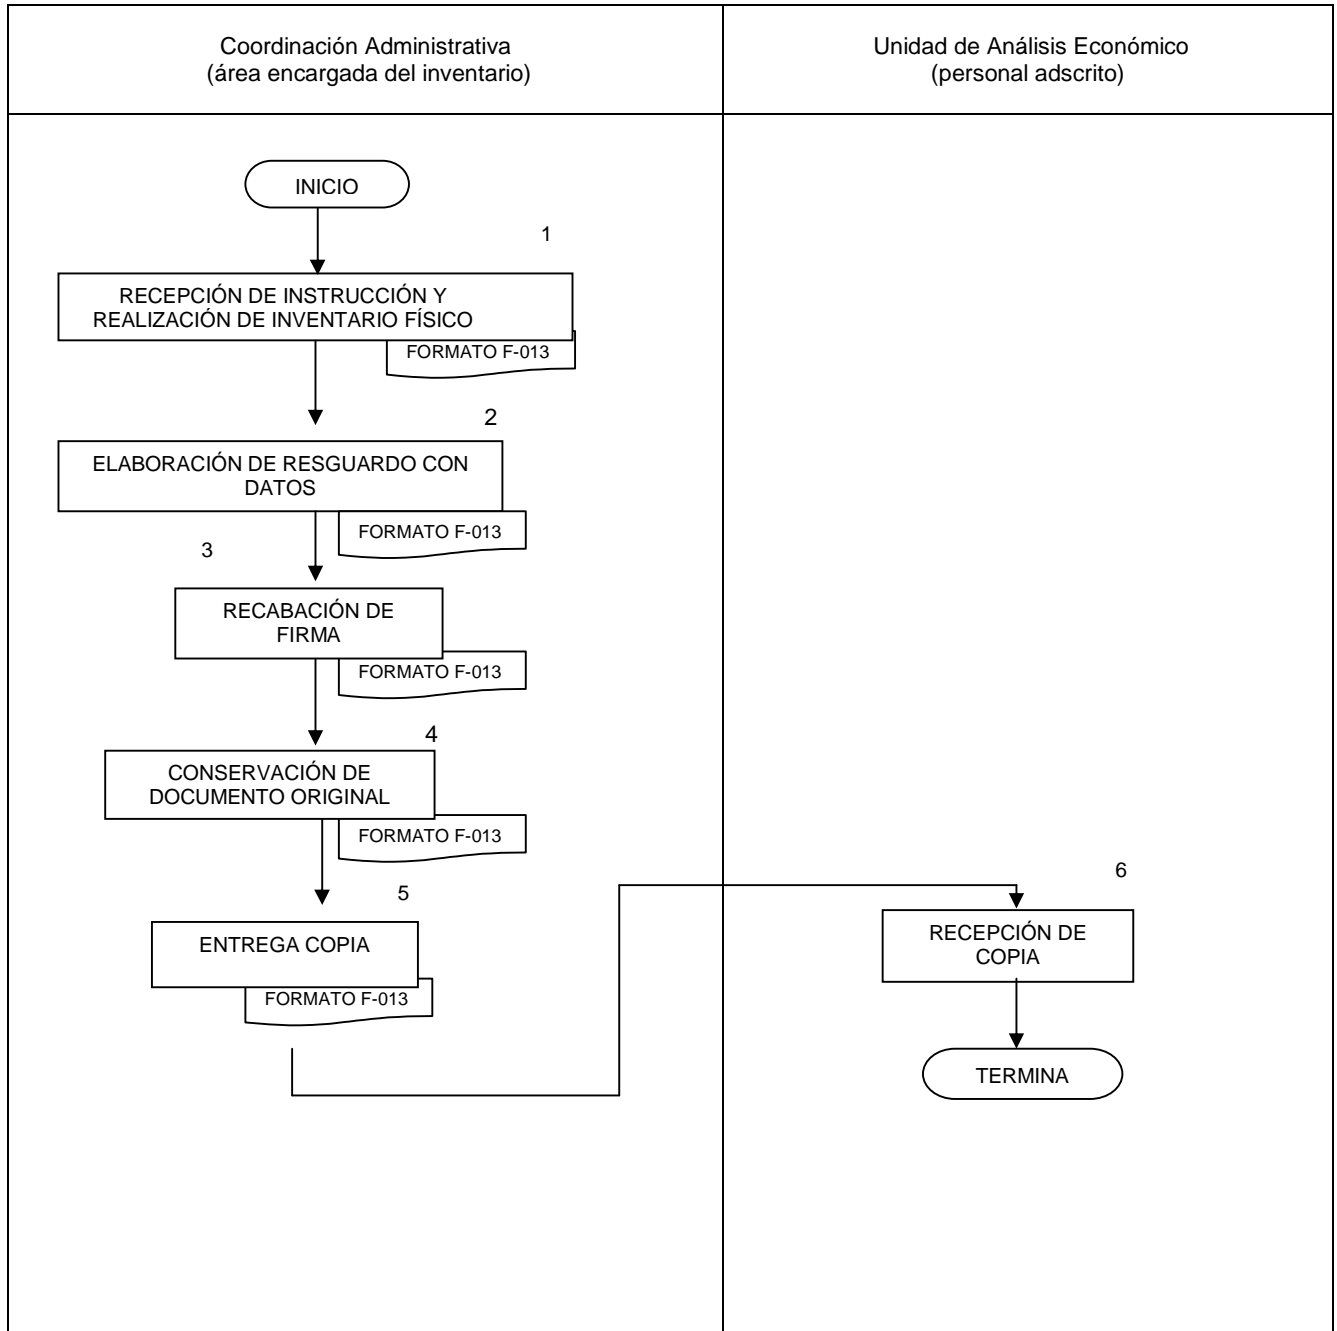 Coordinación Administrativa
(área encargada del inventario)
Unidad de Análisis Económico
(personal adscrito)
INICIO
1
RECEPCIÓN DE INSTRUCCIÓN Y
REALIZACIÓN DE INVENTARIO FÍSICO
FORMATO F-013
2
ELABORACIÓN DE RESGUARDO CON
DATOS
FORMATO F-013
3
RECABACIÓN DE
FIRMA
FORMATO F-013
4
CONSERVACIÓN DE
DOCUMENTO ORIGINAL
FORMATO F-013
5
ENTREGA COPIA
FORMATO F-013
6
RECEPCIÓN DE
COPIA
TERMINA